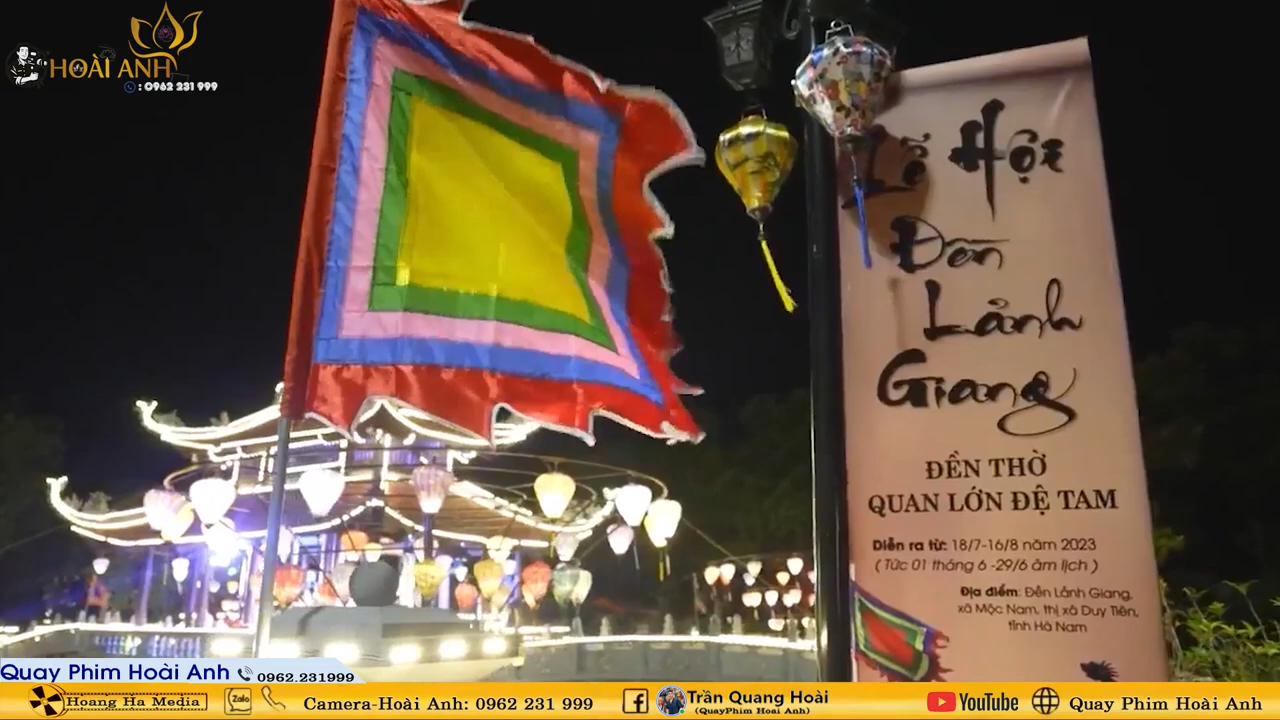 HOÀI ANH
: 0962 231 999
Lễ Hội
Đền
Lảnh
Giang
ĐỀN THỜ
QUAN LỚN ĐỆ TAM
Diễn ra từ: 18/7-16/8 năm 2023
( Tức 01 tháng 6 -29/6 âm lịch )
Địa điểm: Đền Lảnh Giang,
xã Mộc Nam, thị xã Duy Tiên,
tỉnh Hà Nam
Quay Phim Hoài Anh 0962.231999
Hoang Ha Media
Zalo
Camera-Hoài Anh: 0962 231 999
Trần Quang Hoài
(QuayPhim Hoai Anh)
YouTube
Quay Phim Hoài Anh